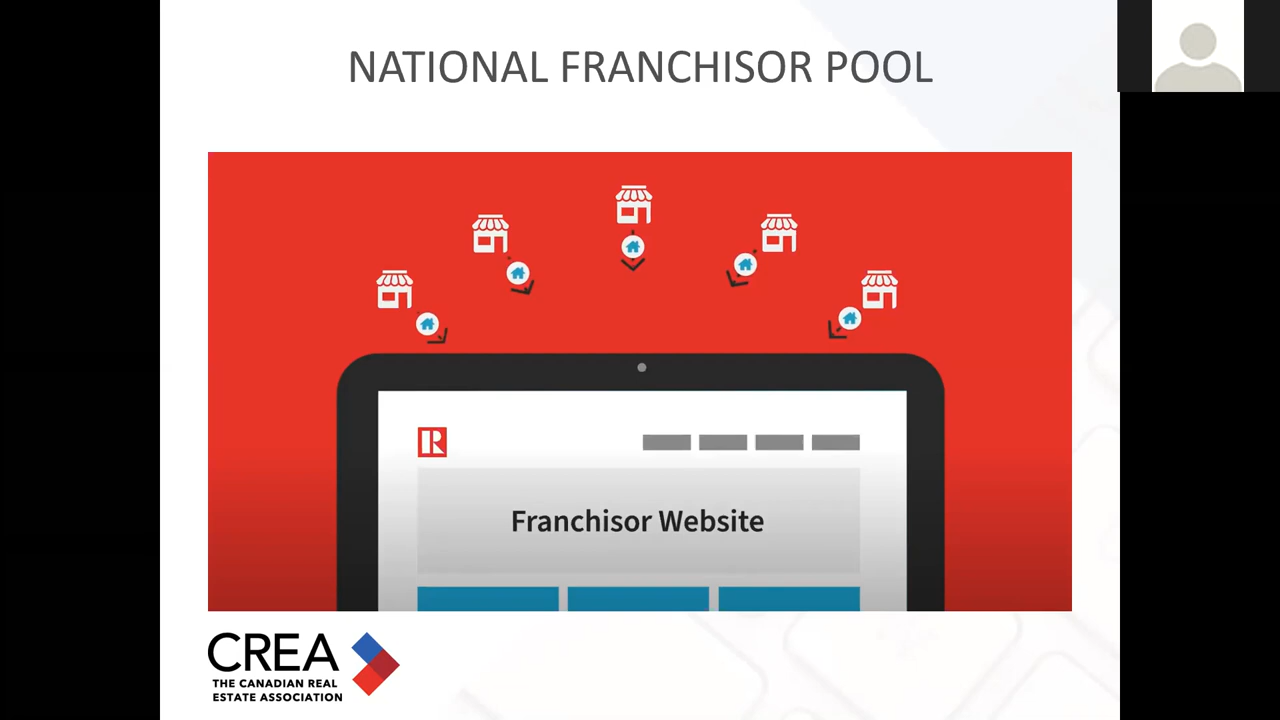 NATIONAL FRANCHISOR POOL
R
Franchisor Website
CREA
THE CANADIAN REAL
ESTATE ASSOCIATION